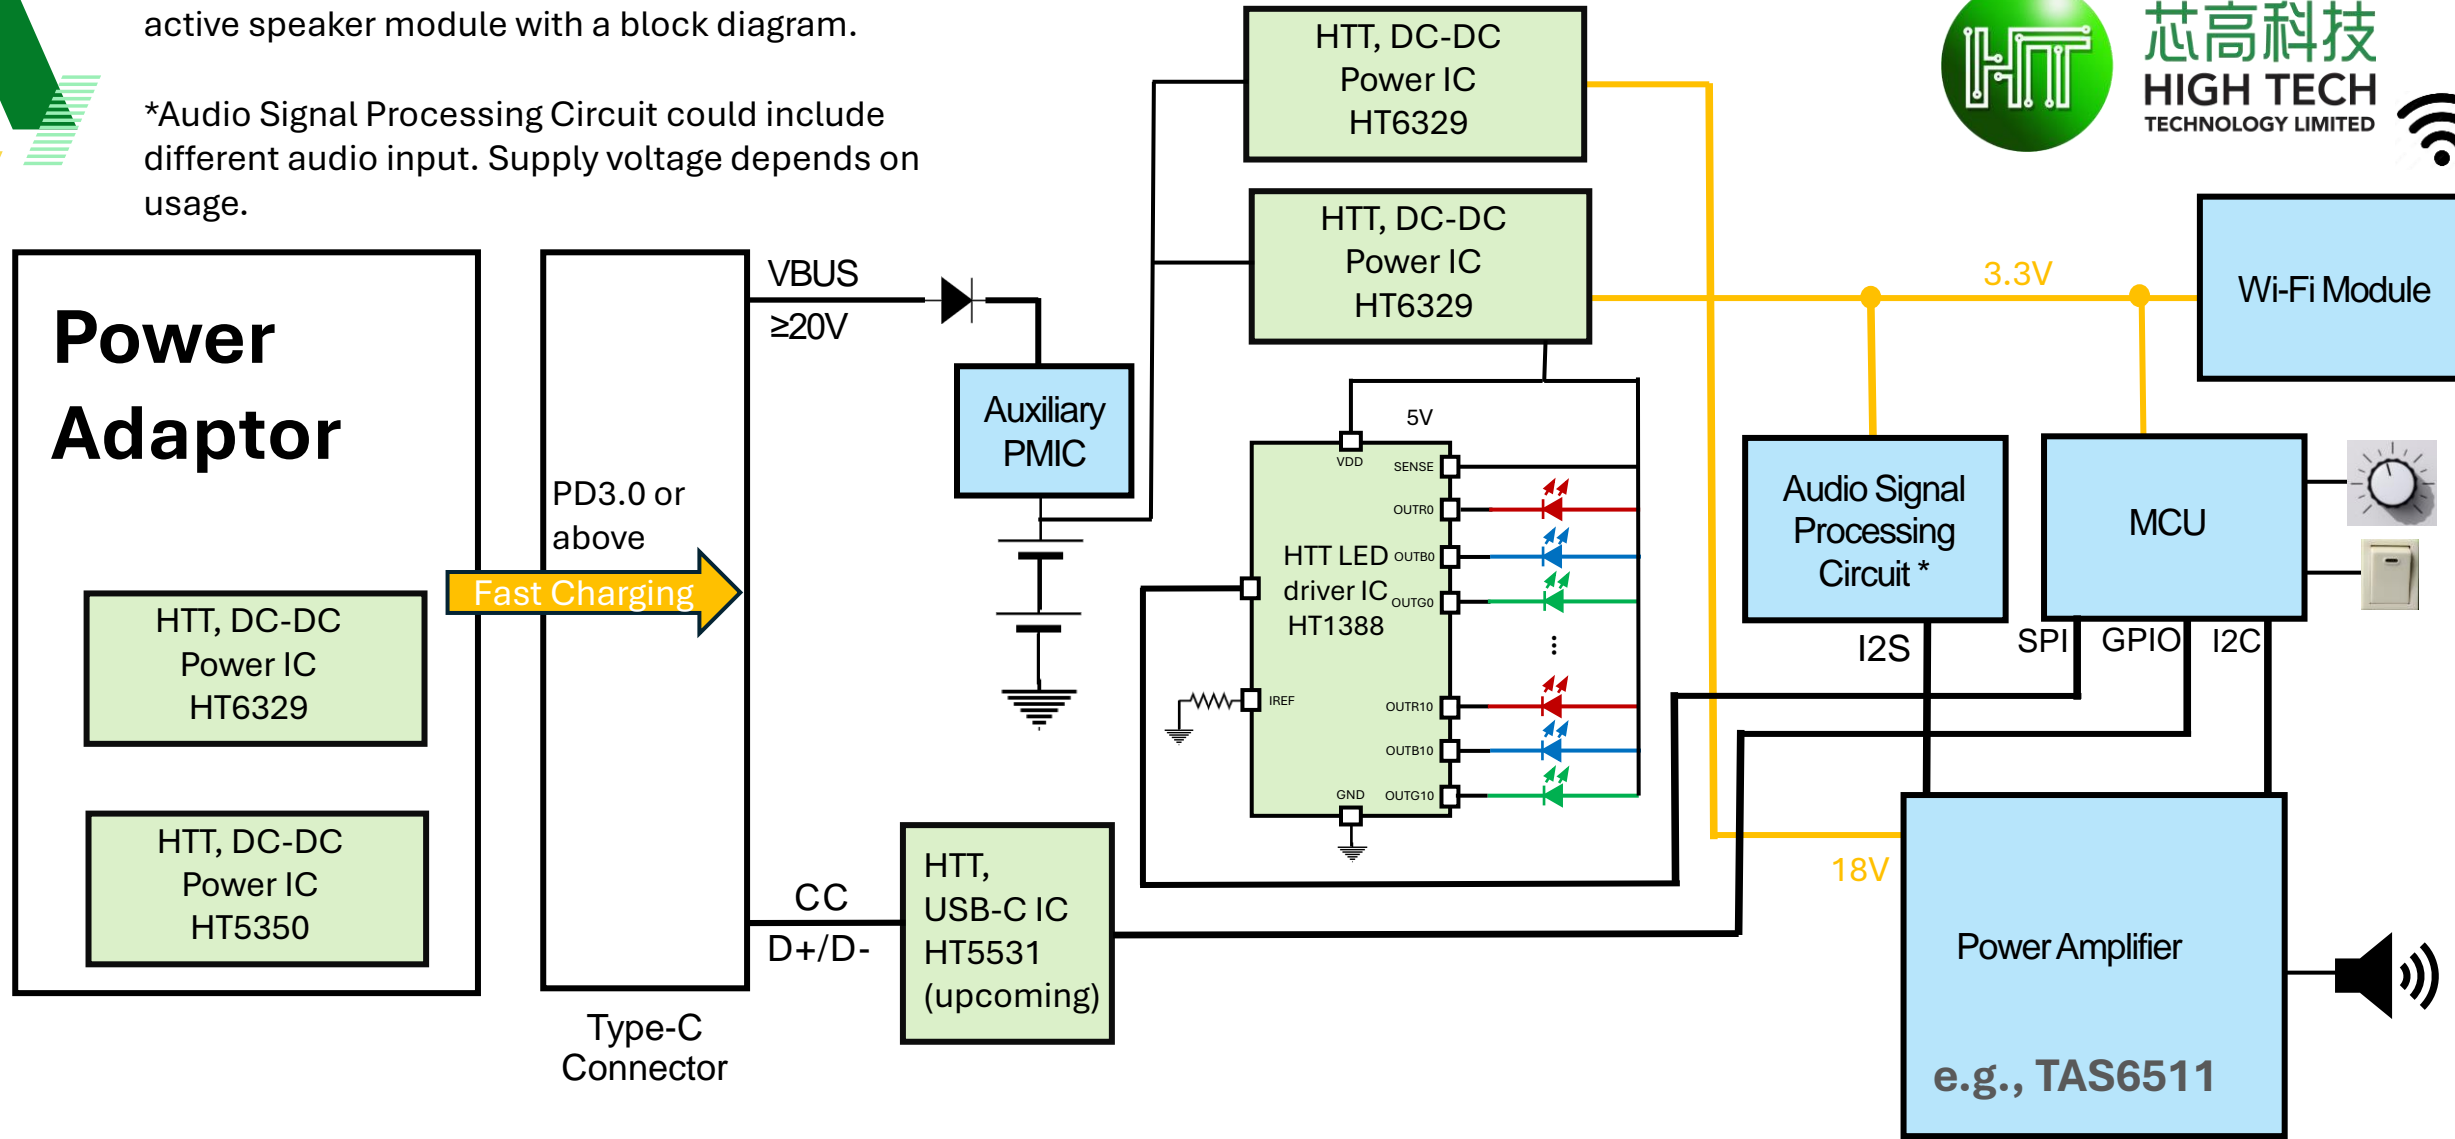 active speaker module with a block diagram.
*Audio Signal Processing Circuit could include
different audio input. Supply voltage depends on
usage.
芯高科技
HIGH TECH
TECHNOLOGY LIMITED
HT
HTT, DC-DC
Power IC
HT6329
HTT, DC-DC
Power IC
HT6329
Power
Adaptor
HTT, DC-DC
Power IC
HT6329
HTT, DC-DC
Power IC
HT5350
PD3.0 or
above
Fast Charging
Type-C
Connector
VBUS
≥20V
Auxiliary
PMIC
CC
D+/D-
HTT,
USB-C IC
HT5531
(upcoming)
5V
VDD
SENSE
OUTR0
OUTB0
OUTG0
HTT LED
driver IC
HT1388
IREF
OUTR10
OUTB10
OUTG10
GND
3.3V
Wi-Fi Module
Audio Signal
Processing
Circuit *
MCU
I2S
SPI
GPIO
I2C
18V
Power Amplifier
e.g., TAS6511